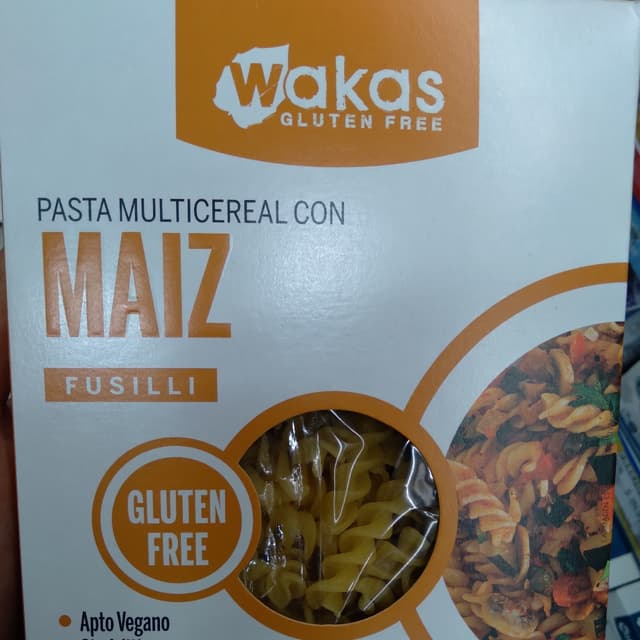 wakas
GLUTEN FREE
PASTA MULTICEREAL CON
MAIZ
FUSILLI
GLUTEN
FREE
Apto Vegano